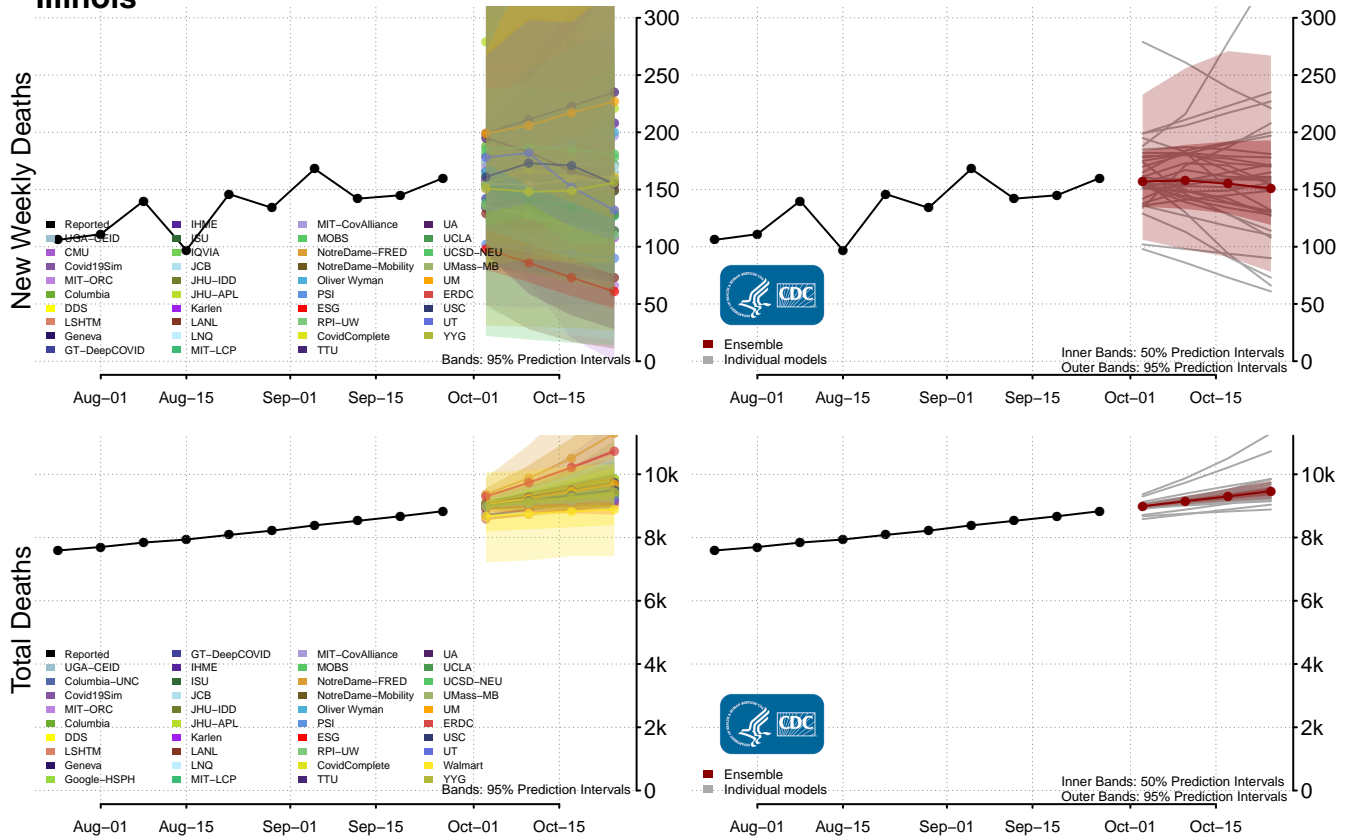 Illinois
New Weekly Deaths
300
250
200
150
100
50
0
Reported
UGA−CEID
CMU
Covid19Sim
MIT−ORC
Columbia
DDS
LSHTM
Geneva
GT−DeepCOVID
IHME
ISU
IQVIA
JCB
JHU−IDD
JHU−APL
Karlen
LANL
LNQ
MIT−LCP
MIT−CovAlliance
MOBS
NotreDame−FRED
NotreDame−Mobility
Oliver Wyman
PSI
ESG
RPI−UW
CovidComplete
TTU
UA
UCLA
UCSD−NEU
UMass−MB
UM
ERDC
USC
UT
YYG
Bands: 95% Prediction Intervals
Aug−01 Aug−15 Sep−01 Sep−15 Oct−01 Oct−15
300
250
200
150
100
50
0
CDC
Ensemble
Individual models
Inner Bands: 50% Prediction Intervals
Outer Bands: 95% Prediction Intervals
Aug−01 Aug−15 Sep−01 Sep−15 Oct−01 Oct−15
Total Deaths
10k
8k
6k
4k
2k
0
Reported
UGA−CEID
Columbia−UNC
Covid19Sim
MIT−ORC
Columbia
DDS
LSHTM
Geneva
Google−HSPH
GT−DeepCOVID
IHME
ISU
JCB
JHU−IDD
JHU−APL
Karlen
LANL
LNQ
MIT−LCP
MIT−CovAlliance
MOBS
NotreDame−FRED
NotreDame−Mobility
Oliver Wyman
PSI
ESG
RPI−UW
CovidComplete
TTU
UA
UCLA
UCSD−NEU
UMass−MB
UM
ERDC
USC
UT
Walmart
YYG
Bands: 95% Prediction Intervals
Aug−01 Aug−15 Sep−01 Sep−15 Oct−01 Oct−15
10k
8k
6k
4k
2k
0
CDC
Ensemble
Individual models
Inner Bands: 50% Prediction Intervals
Outer Bands: 95% Prediction Intervals
Aug−01 Aug−15 Sep−01 Sep−15 Oct−01 Oct−15